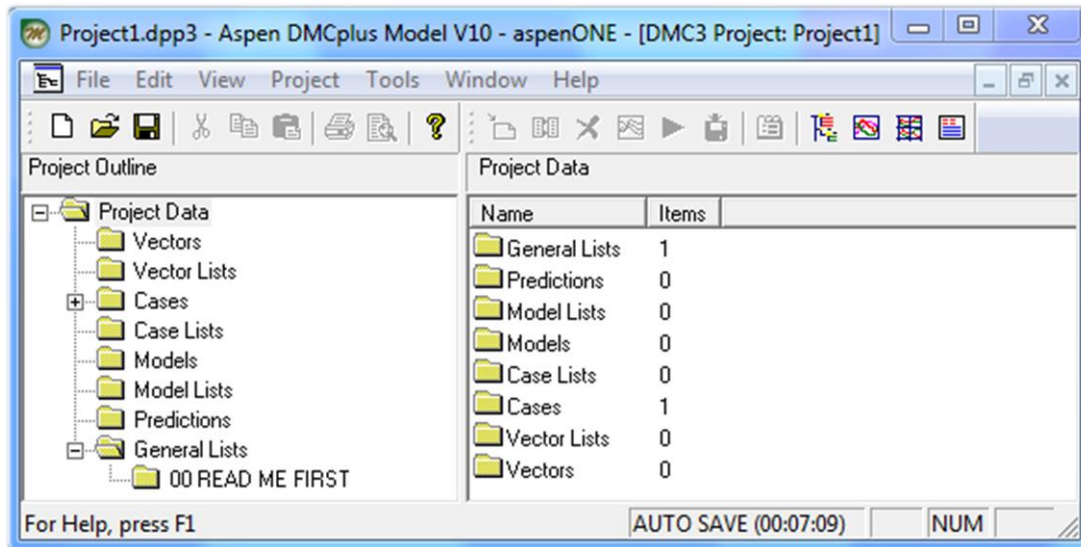 Project1.dpp3 - Aspen DMCplus Model V10 - aspenONE - [DMC3 Project: Project1]
File Edit View Project Tools Window Help
Project Outline
Project Data
Vectors
Vector Lists
Cases
Case Lists
Models
Model Lists
Predictions
General Lists
00 READ ME FIRST
Project Data
Name Items
General Lists 1
Predictions 0
Model Lists 0
Models 0
Case Lists 0
Cases 1
Vector Lists 0
Vectors 0
For Help, press F1 AUTO SAVE (00:07:09) NUM